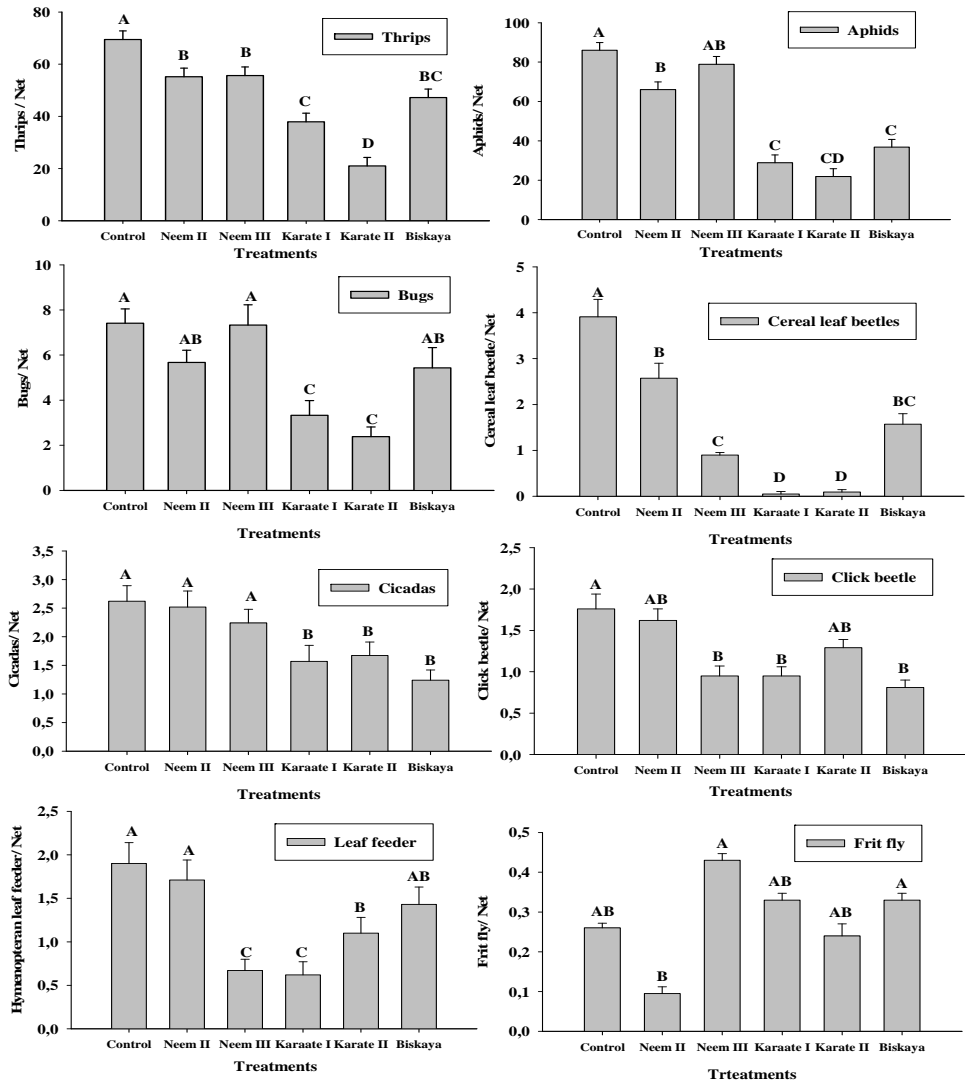 80
60
40
20
0
Thrips / Net
A
B
B
C
D
BC
Thrips
Control Neem II Neem III Karate I Karate II Biskaya
Treatments
100
80
60
40
20
0
Aphids/ Net
A
B
AB
C
CD
C
Aphids
Control Neem II Neem III Karaate I Karate II Biskaya
Treatments
10
8
6
4
2
0
Bugs/ Net
A
AB
A
C
C
AB
Bugs
Control Neem II Neem III Karaate I Karate II Biskaya
Treatments
5
4
3
2
1
0
Cereal leaf beetle/ Net
A
B
C
D
D
BC
Cereal leaf beetles
Control Neem II Neem III Karaate I Karate II Biskaya
Treatments
3,5
3,0
2,5
2,0
1,5
1,0
0,5
0,0
Cicadas/ Net
A
A
A
B
B
B
Cicadas
Control Neem II Neem III Karaate I Karate II Biskaya
Treatments
2,5
2,0
1,5
1,0
0,5
0,0
Click beetle/ Net
A
AB
B
B
AB
B
Click beetle
Control Neem II Neem III Karaate I Karate II Biskaya
Treatments
2,5
2,0
1,5
1,0
0,5
0,0
Hymenopteran leaf feeder/ Net
A
A
C
C
B
AB
Leaf feeder
Control Neem II Neem III Karaate I Karate II Biskaya
Treatments
0,5
0,4
0,3
0,2
0,1
0,0
Frit fly/ Net
AB
B
A
AB
AB
A
Frit fly
Control Neem II Neem III Karaate I Karate II Biskaya
Trteatments